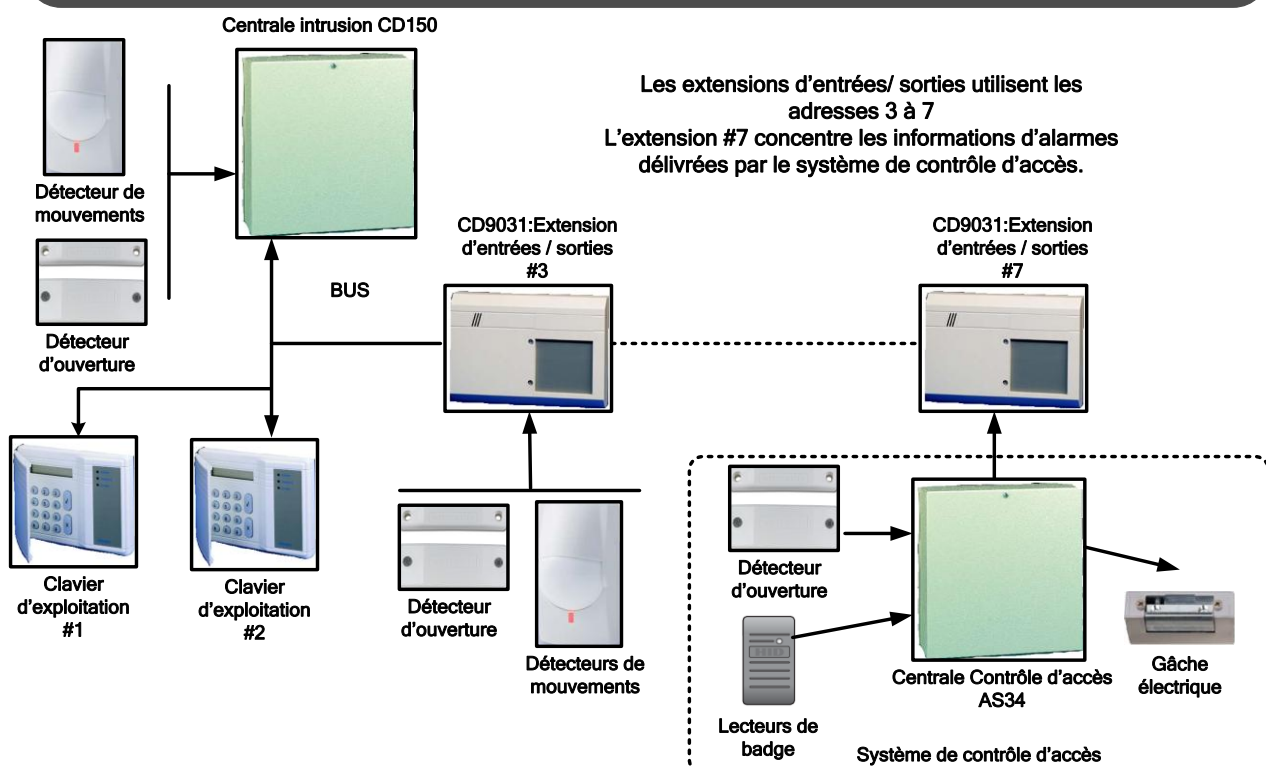 Centrale intrusion CD150
Les extensions d'entrées/ sorties utilisent les
adresses 3 à 7
L'extension #7 concentre les informations d'alarmes
délivrées par le système de contrôle d'accès.
Détecteur de
mouvements
CD9031:Extension
d'entrées / sorties
#3
CD9031:Extension
d'entrées / sorties
#7
BUS
Détecteur
d'ouverture
Clavier
d'exploitation
#1
Clavier
d'exploitation
#2
Détecteur
d'ouverture
Détecteurs de
mouvements
Détecteur
d'ouverture
HID
Lecteurs de
badge
Centrale Contrôle d'accès
AS34
Gâche
électrique
Système de contrôle d'accès